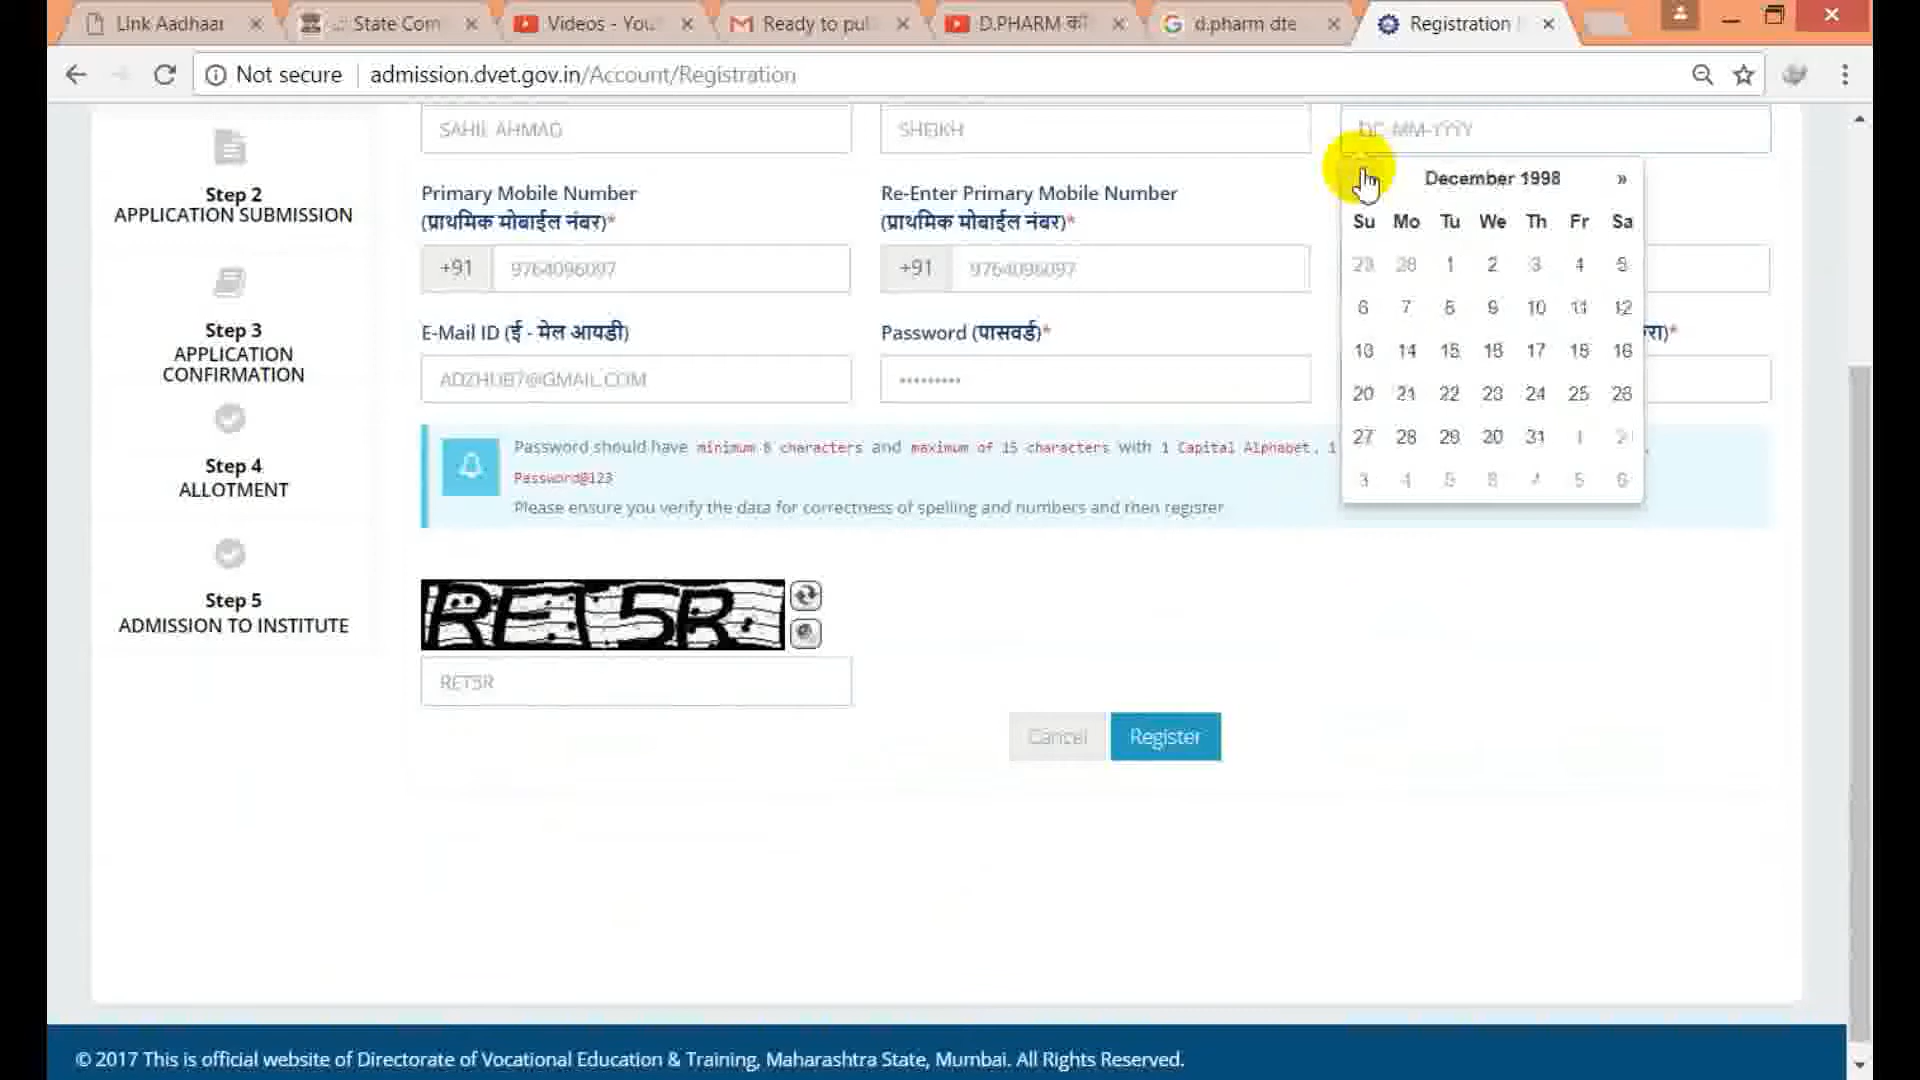 Link Aadhaar
.:: State Com
Videos - You
Ready to pul
D.PHARM की
d.pharm dte
Registration
Not secure | admission.dvet.gov.in/Account/Registration
SAHIL AHMAD
SHEIKH
MM-YYYY
Step 2
APPLICATION SUBMISSION
Primary Mobile Number
(प्राथमिक मोबाईल नंबर)*
Re-Enter Primary Mobile Number
(प्राथमिक मोबाईल नंबर)*
December 1998 »
Su Mo Tu We Th Fr Sa
1 2 3 4 5
6 7 8 9 10 11 12
13 14 15 16 17 18 19
20 21 22 23 24 25 26
27 28 29 30 31 1 2
3 4 5 6 7 8 9
+91 9764096097
+91 9764096097
Step 3
APPLICATION
CONFIRMATION
E-Mail ID (ई - मेल आयडी)
Password (पासवर्ड)*
•••••••••
Password should have minimum 8 characters and maximum of 15 characters with 1 Capital Alphabet, 1
Password@123
Please ensure you verify the data for correctness of spelling and numbers and then register
Step 4
ALLOTMENT
Step 5
ADMISSION TO INSTITUTE
RET5R
RET5R
Cancel
Register
© 2017 This is official website of Directorate of Vocational Education & Training, Maharashtra State, Mumbai. All Rights Reserved.